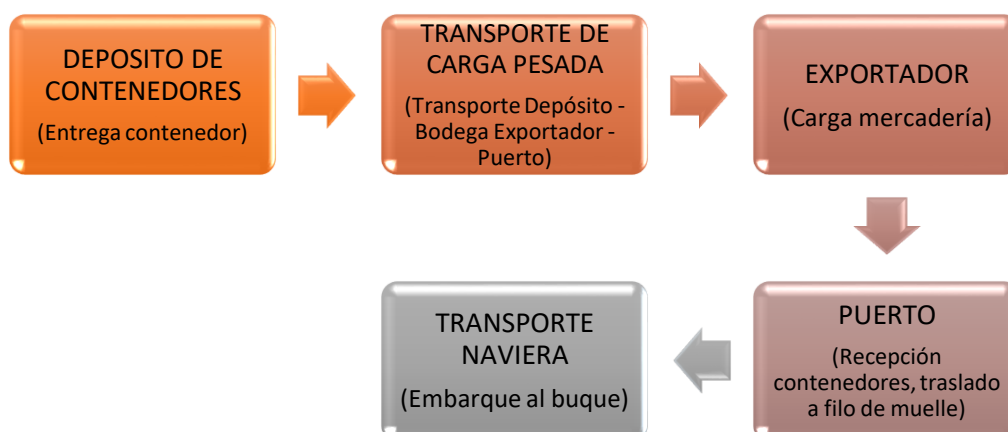 DEPOSITO DE
CONTENEDORES
(Entrega contenedor)
TRANSPORTE DE
CARGA PESADA
(Transporte Depósito -
Bodega Exportador -
Puerto)
EXPORTADOR
(Carga mercadería)
PUERTO
(Recepción
contenedores, traslado
a filo de muelle)
TRANSPORTE
NAVIERA
(Embarque al buque)